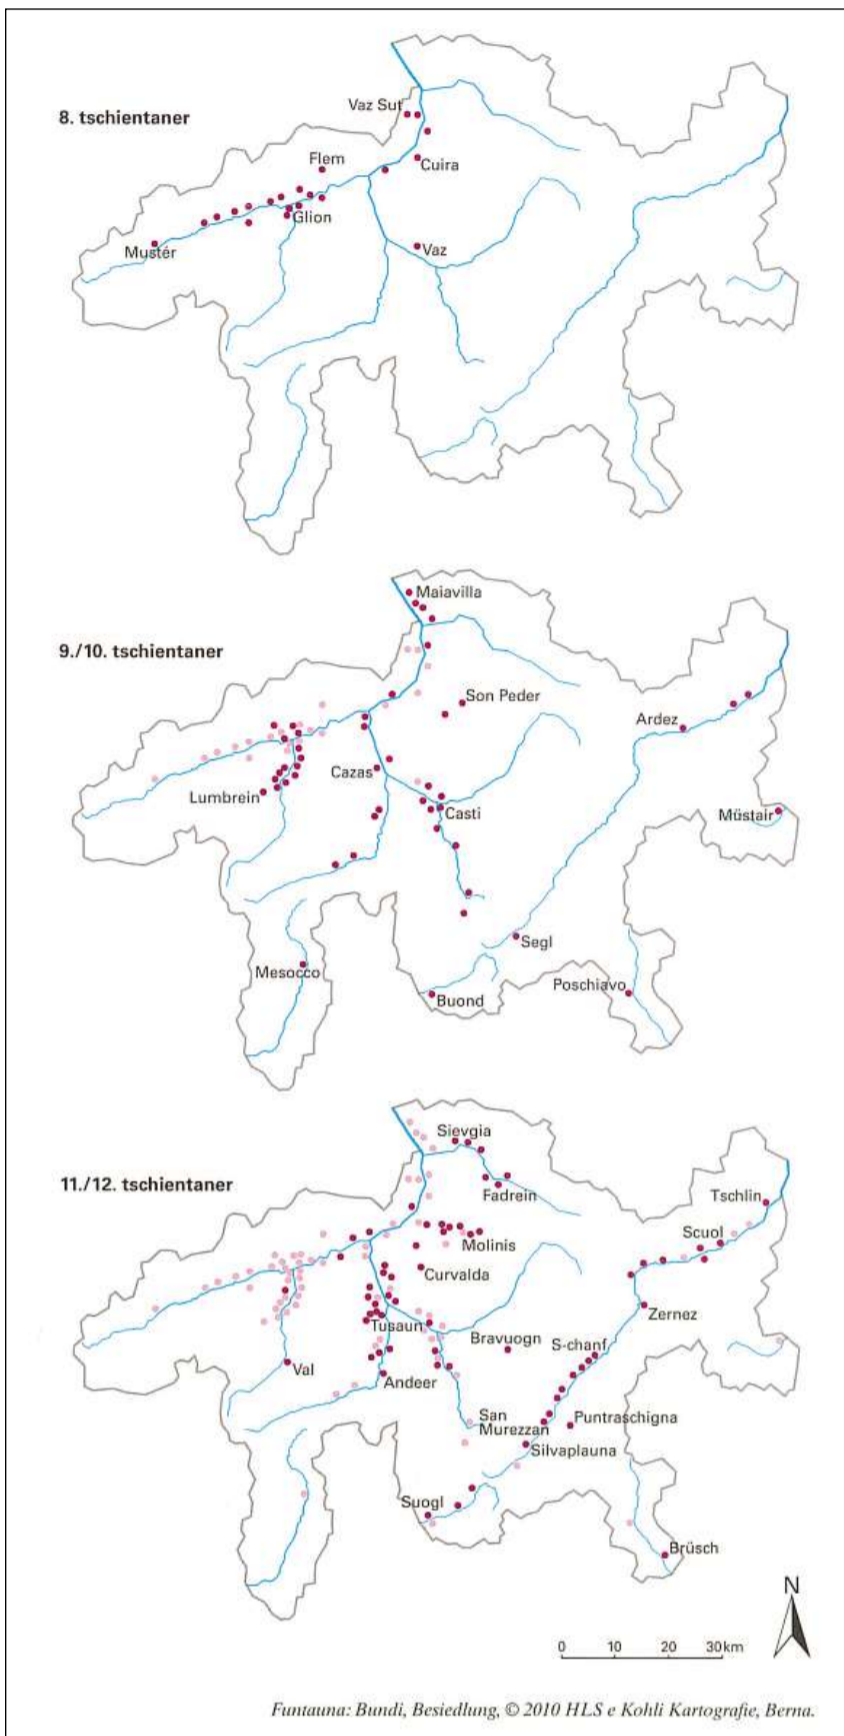 8. tschientaner
Vaz Sut
Flem
Cuira
Glion
Mustér
Vaz
9./10. tschientaner
Maiavilla
Son Peder
Ardez
Cazas
Lumbrein
Casti
Müstair
Segl
Mesocco
Poschiavo
Buond
11./12. tschientaner
Sievgia
Fadrein
Tschlin
Scuol
Molinis
Curvalda
Zernez
Tusaun
Bravuogn
S-chanf
Val
Andeer
San
Murezzan
Puntraschigna
Silvaplauna
Suogl
Brüsch
N
0 10 20 30km
Funtauna: Bundi, Besiedlung, © 2010 HLS e Kohli Kartografie, Berna.